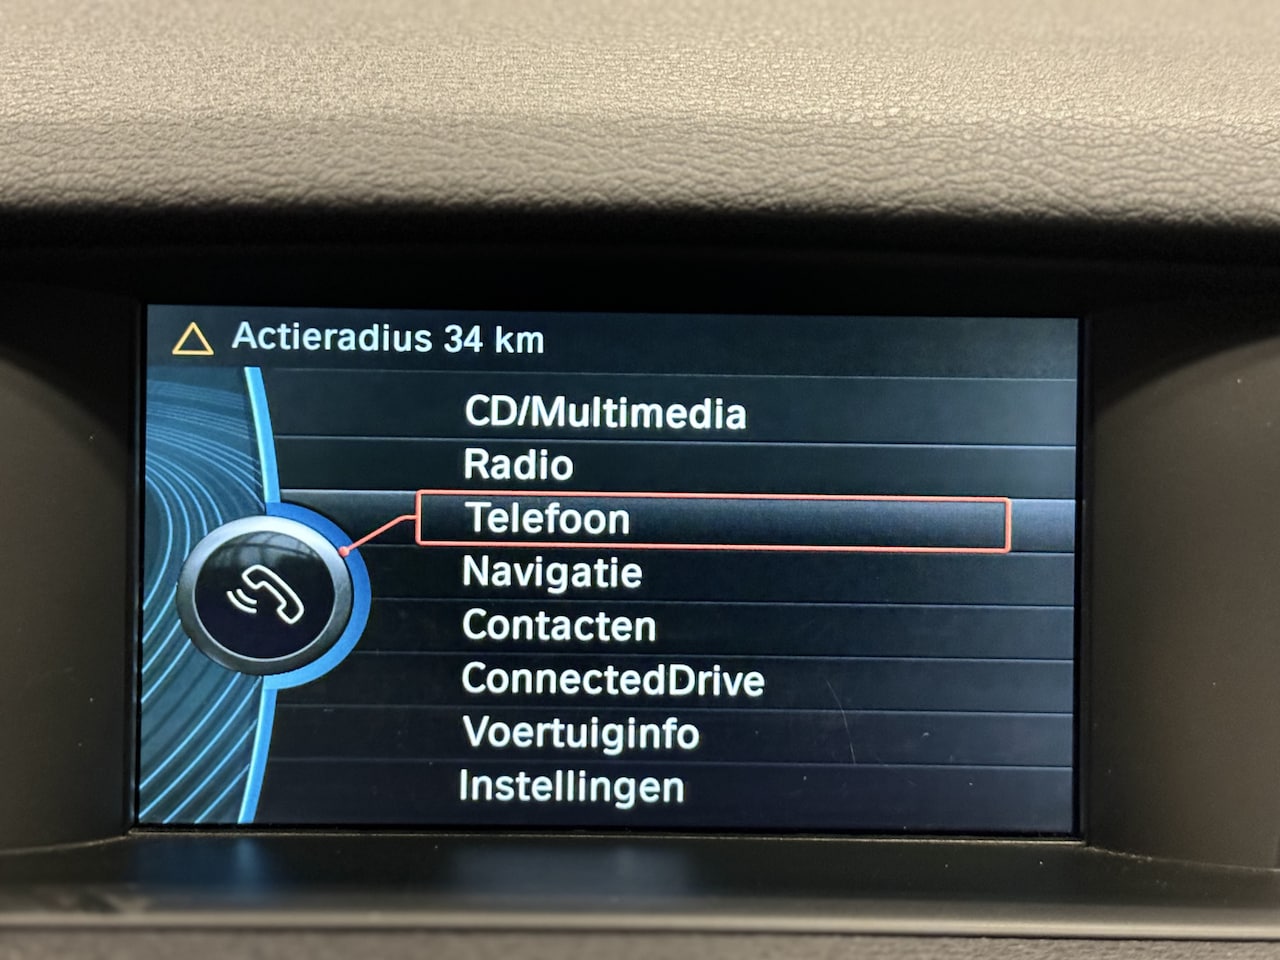 Actieradius 34 km
CD/Multimedia
Radio
Telefoon
Navigatie
Contacten
ConnectedDrive
Voertuiginfo
Instellingen